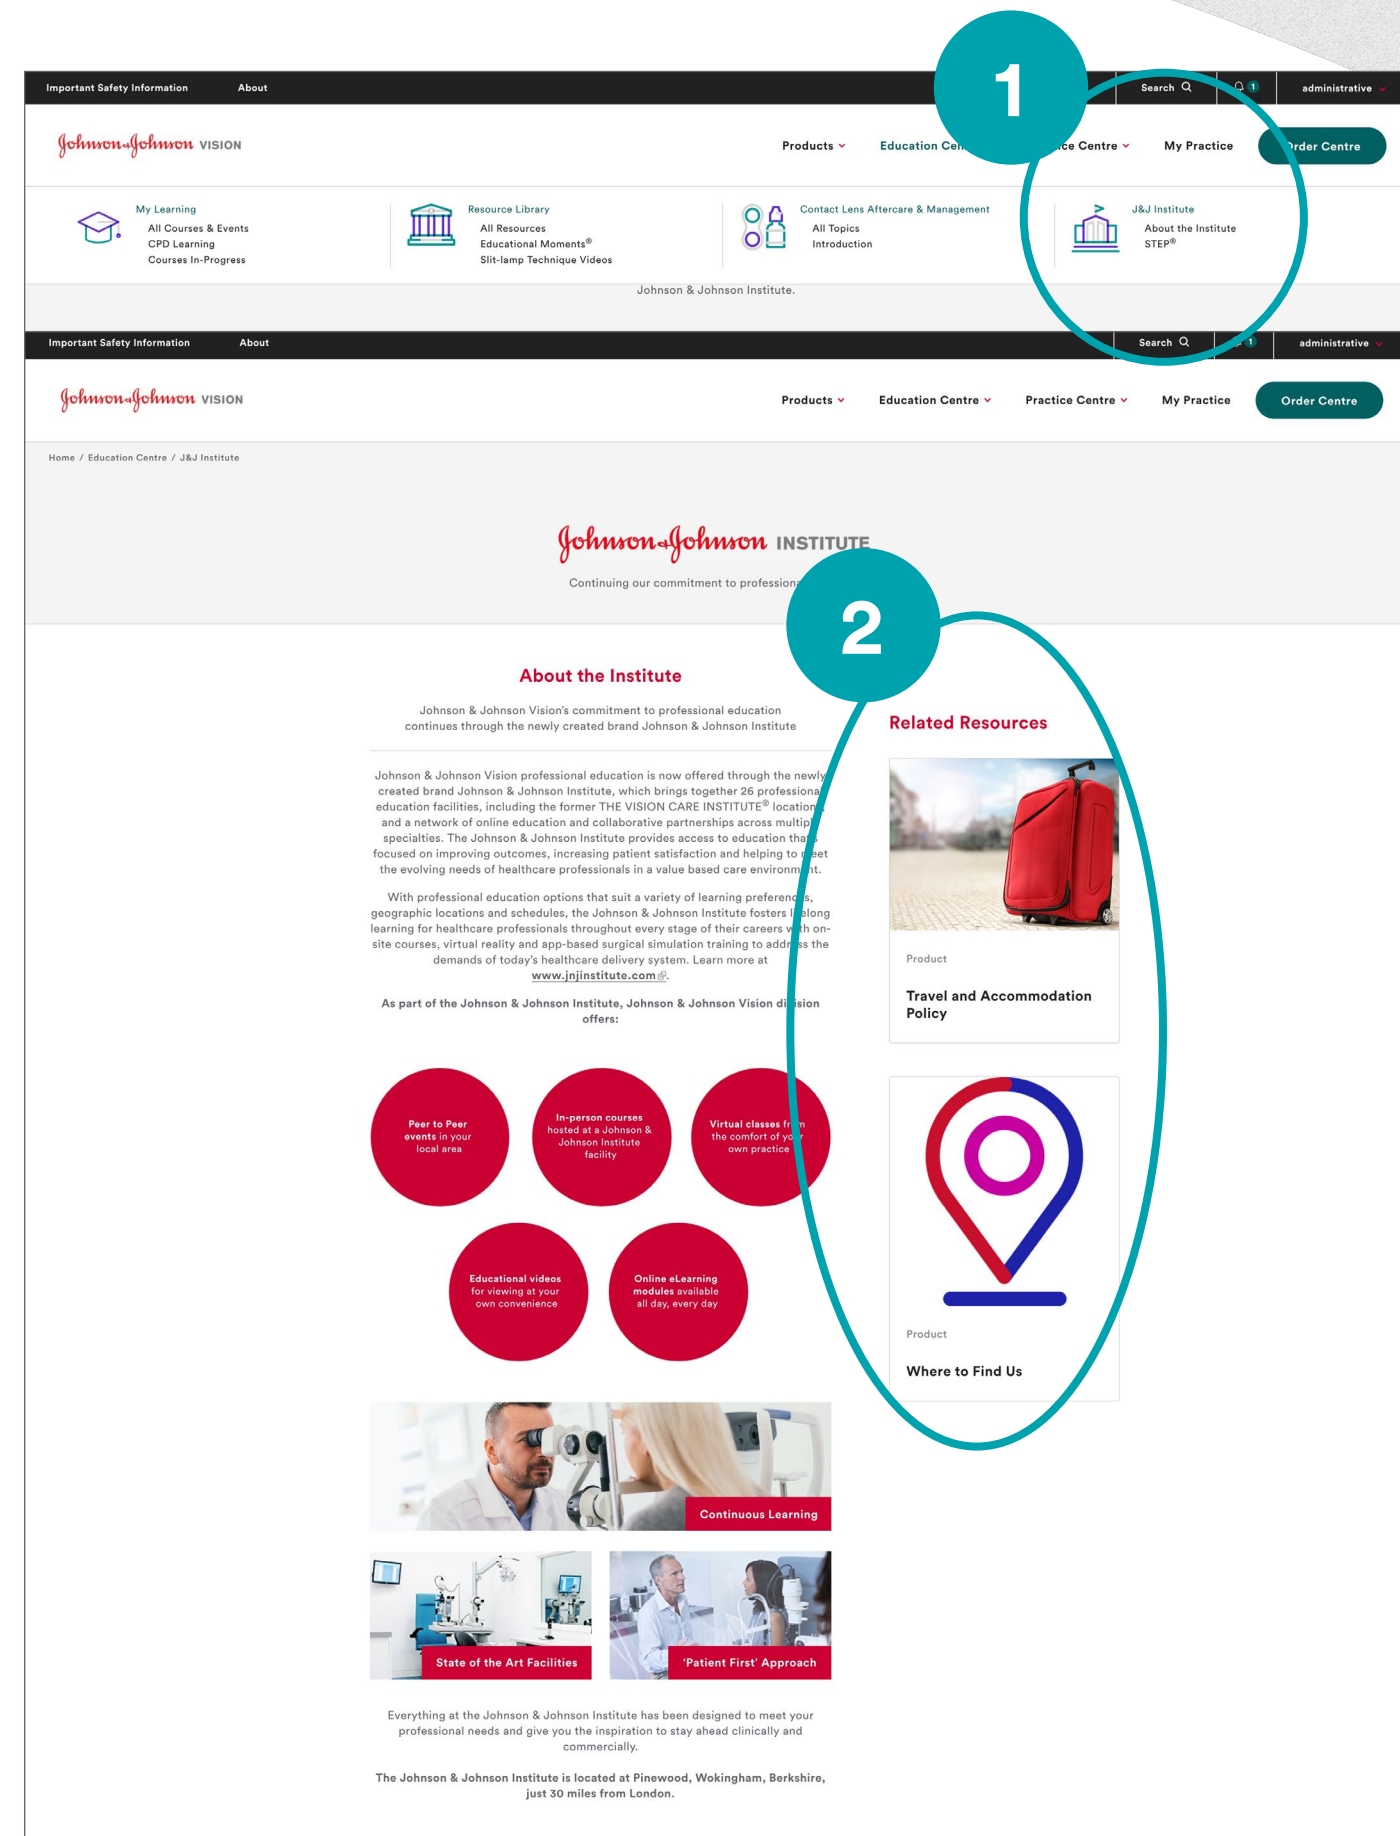 1
Important Safety Information
About
Search
1
administrative
Johnson & Johnson VISION
Products
Education Cen
ce Centre
My Practice
Order Centre
My Learning
All Courses & Events
CPD Learning
Courses In-Progress
Resource Library
All Resources
Educational Moments®
Slit-lamp Technique Videos
Contact Lens Aftercare & Management
All Topics
Introduction
J&J Institute
About the Institute
STEP®
Johnson & Johnson Institute.
Important Safety Information
About
Search
1
administrative
Johnson & Johnson VISION
Products
Education Centre
Practice Centre
My Practice
Order Centre
Home / Education Centre / J&J Institute
Johnson & Johnson INSTITUTE
Continuing our commitment to professiona
2
About the Institute
Johnson & Johnson Vision's commitment to professional education
continues through the newly created brand Johnson & Johnson Institute
Johnson & Johnson Vision professional education is now offered through the newly
created brand Johnson & Johnson Institute, which brings together 26 professional
education facilities, including the former THE VISION CARE INSTITUTE® location
and a network of online education and collaborative partnerships across multiple
specialties. The Johnson & Johnson Institute provides access to education that's
focused on improving outcomes, increasing patient satisfaction and helping to meet
the evolving needs of healthcare professionals in a value based care environment.
With professional education options that suit a variety of learning preferences,
geographic locations and schedules, the Johnson & Johnson Institute fosters lifelong
learning for healthcare professionals throughout every stage of their careers with on-
site courses, virtual reality and app-based surgical simulation training to address the
demands of today's healthcare delivery system. Learn more at
www.jnjinstitute.com.
As part of the Johnson & Johnson Institute, Johnson & Johnson Vision division
offers:
Peer to Peer
events in your
local area
In-person courses
hosted at a Johnson &
Johnson Institute
facility
Virtual classes from
the comfort of your
own practice
Educational videos
for viewing at your
own convenience
Online eLearning
modules available
all day, every day
Continuous Learning
State of the Art Facilities
'Patient First' Approach
Everything at the Johnson & Johnson Institute has been designed to meet your
professional needs and give you the inspiration to stay ahead clinically and
commercially.
The Johnson & Johnson Institute is located at Pinewood, Wokingham, Berkshire,
just 30 miles from London.
Related Resources
Product
Travel and Accommodation
Policy
Product
Where to Find Us